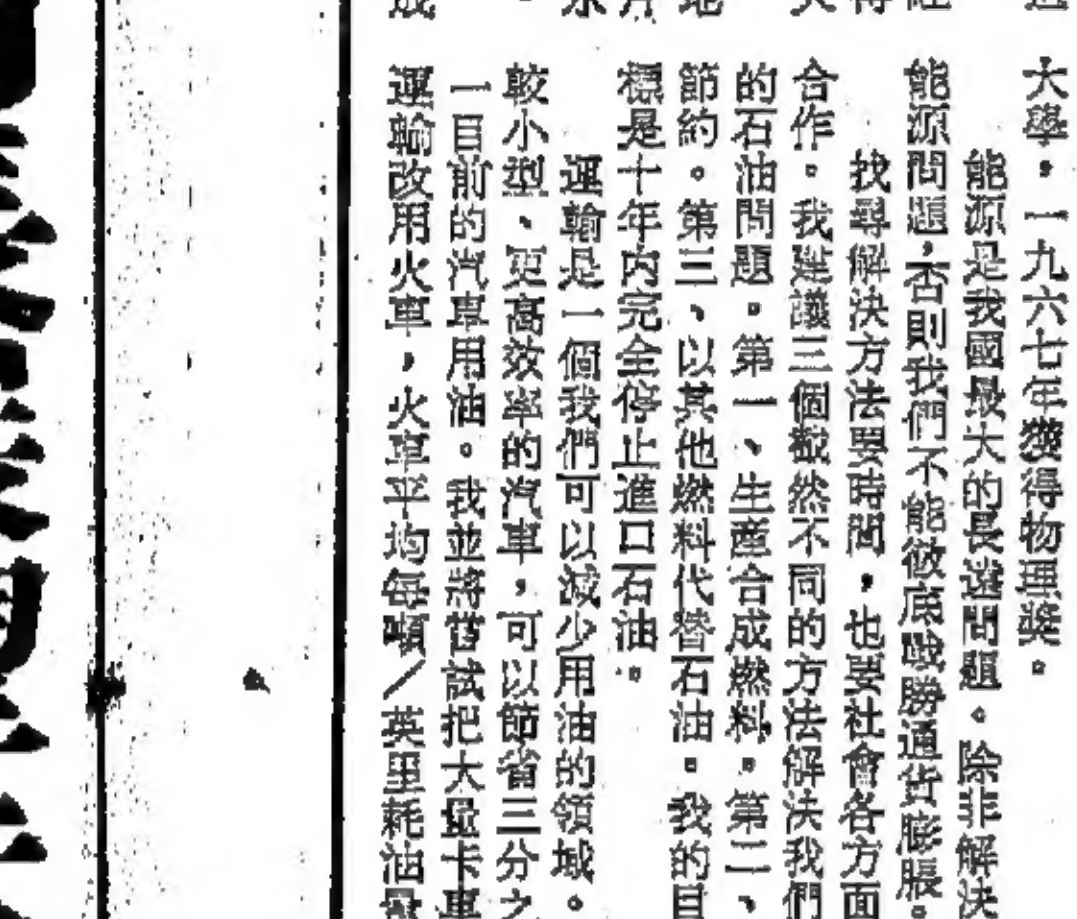 大學，一九六七年獲得物理獎。
能源是我國最大的長遠問題。除非解決
能源問題，否則我們不能徹底戰勝通貨膨脹。
找尋解決方法要時間，也要社會各方面
合作。我建議三個截然不同的方法解決我們
的石油問題。第一、生產合成燃料。第二、
節約。第三、以其他燃料代替石油。我的目
標是十年內完全停止進口石油。
運輸是一個我們可以減少用油的領域。
較小型、更高效率的汽車，可以節省三分之
一目前的汽車用油。我並將嘗試把大量卡車
運輸改用火車，火車平均每噸／英里耗油量